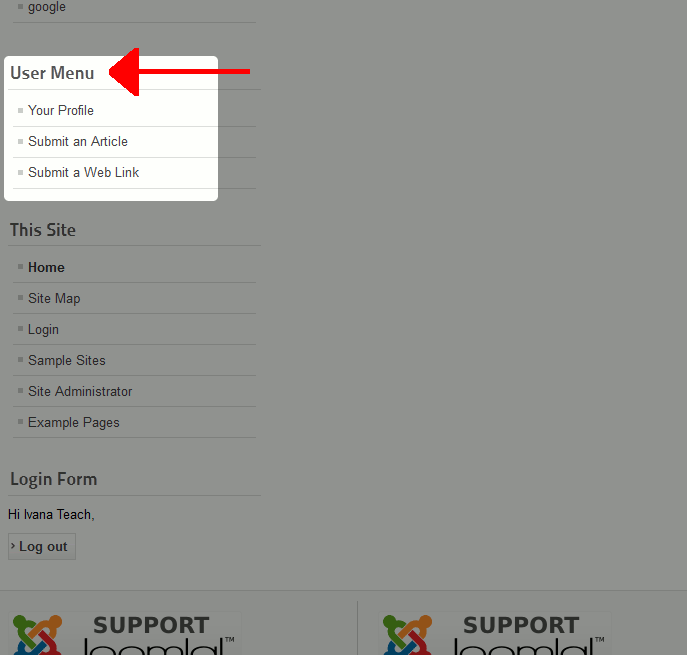 google
User Menu
Your Profile
Submit an Article
Submit a Web Link
This Site
Home
Site Map
Login
Sample Sites
Site Administrator
Example Pages
Login Form
Hi Ivana Teach,
› Log out
SUPPORT
Joomla!™
SUPPORT
Joomla!™